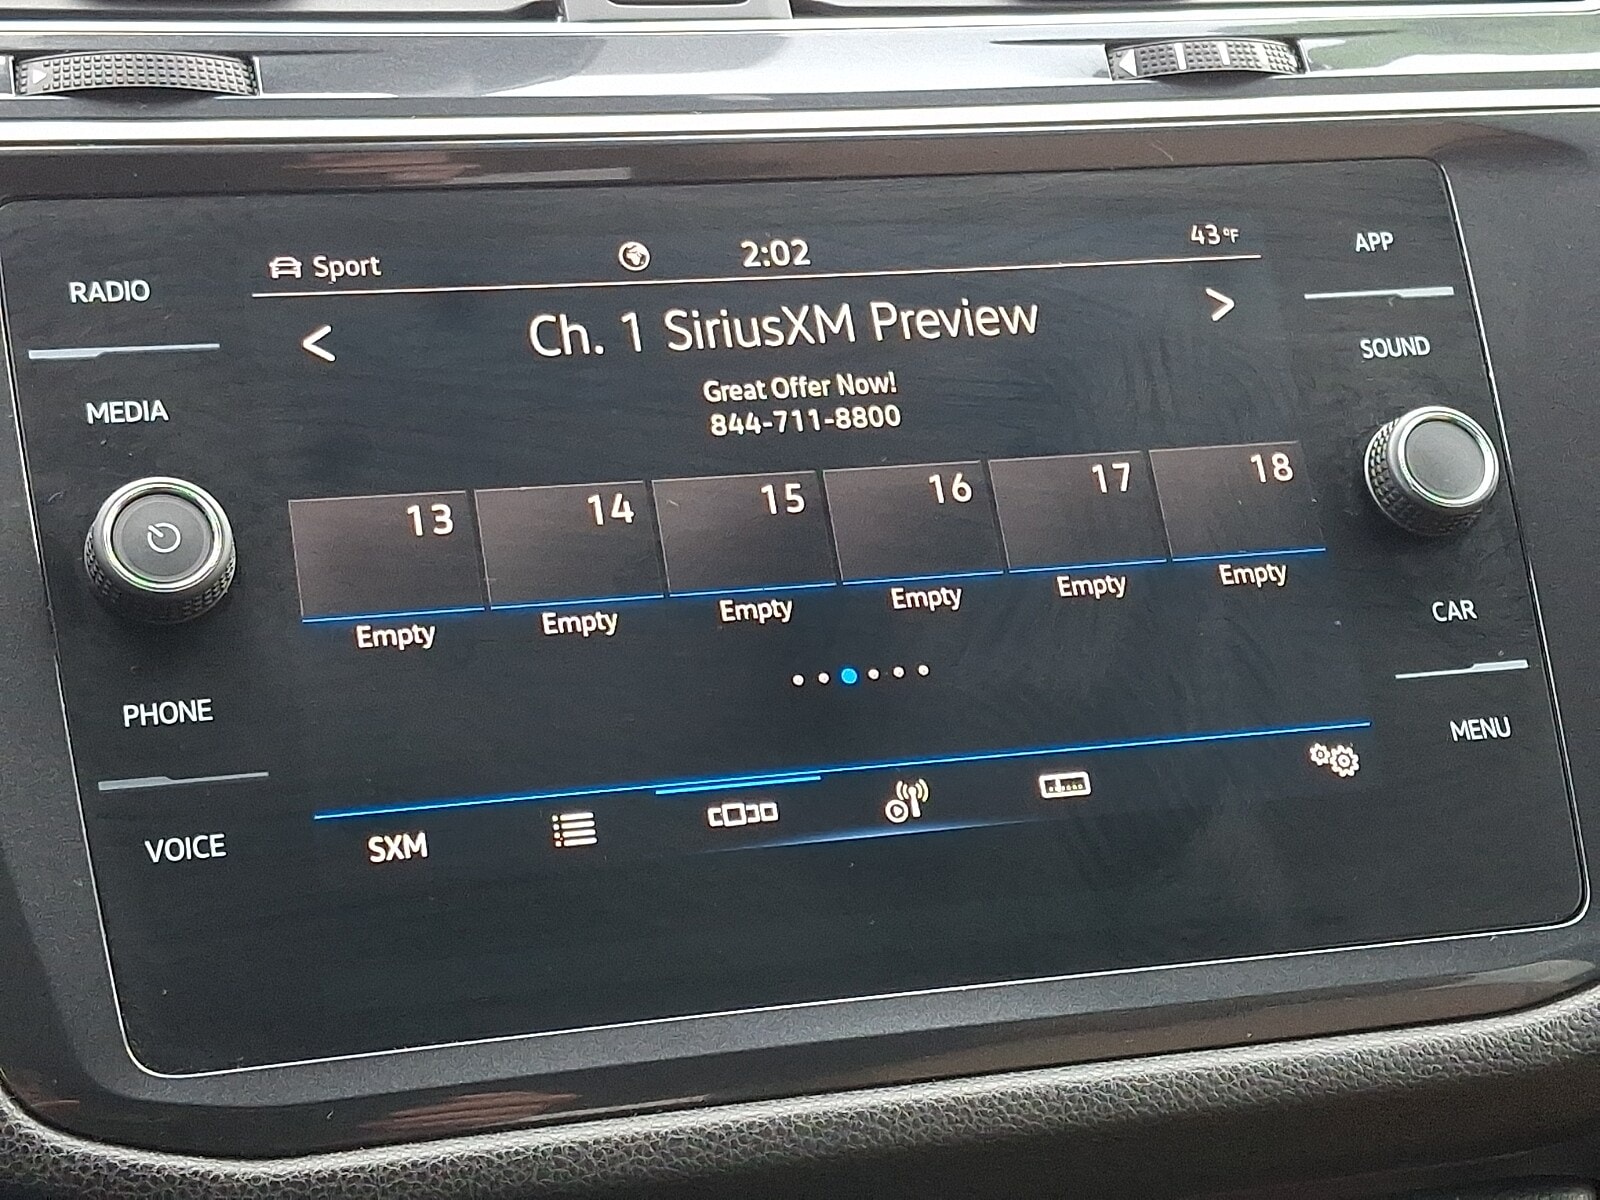 RADIO
MEDIA
PHONE
VOICE
Sport
2:02
43°F
Ch. 1 SiriusXM Preview
Great Offer Now!
844-711-8800
13 14 15 16 17 18
Empty Empty Empty Empty Empty Empty
SXM
APP
SOUND
CAR
MENU